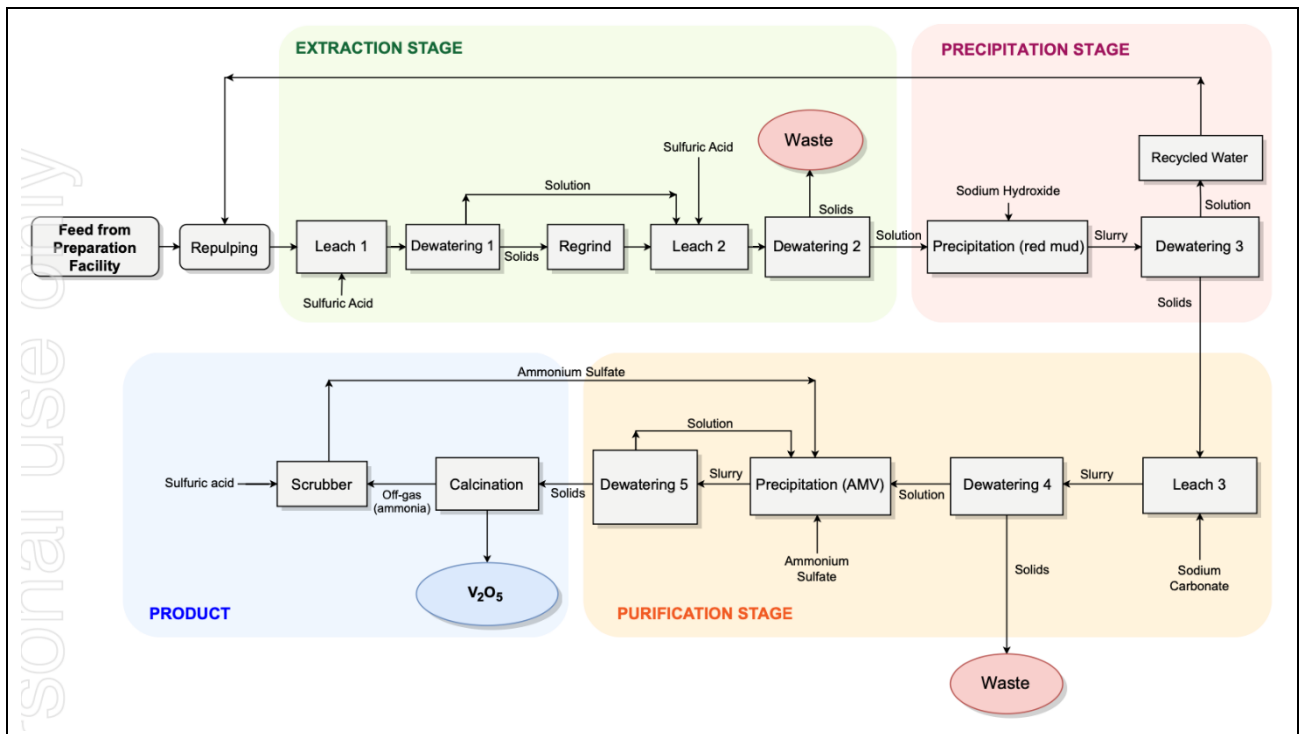 EXTRACTION STAGE
PRECIPITATION STAGE
Waste
Sulfuric Acid
Recycled Water
Solution
Sodium Hydroxide
Solids
Solution
Feed from
Preparation
Facility
Repulping
Leach 1
Dewatering 1
Solids
Regrind
Leach 2
Dewatering 2
Solution
Precipitation (red mud)
Slurry
Dewatering 3
Sulfuric Acid
Solids
Ammonium Sulfate
Solution
Sulfuric acid
Scrubber
Off-gas
(ammonia)
Calcination
Solids
Dewatering 5
Slurry
Precipitation (AMV)
Solution
Dewatering 4
Slurry
Leach 3
Ammonium
Sulfate
Solids
Sodium
Carbonate
V₂O₅
PRODUCT
PURIFICATION STAGE
Waste
rsonal use only